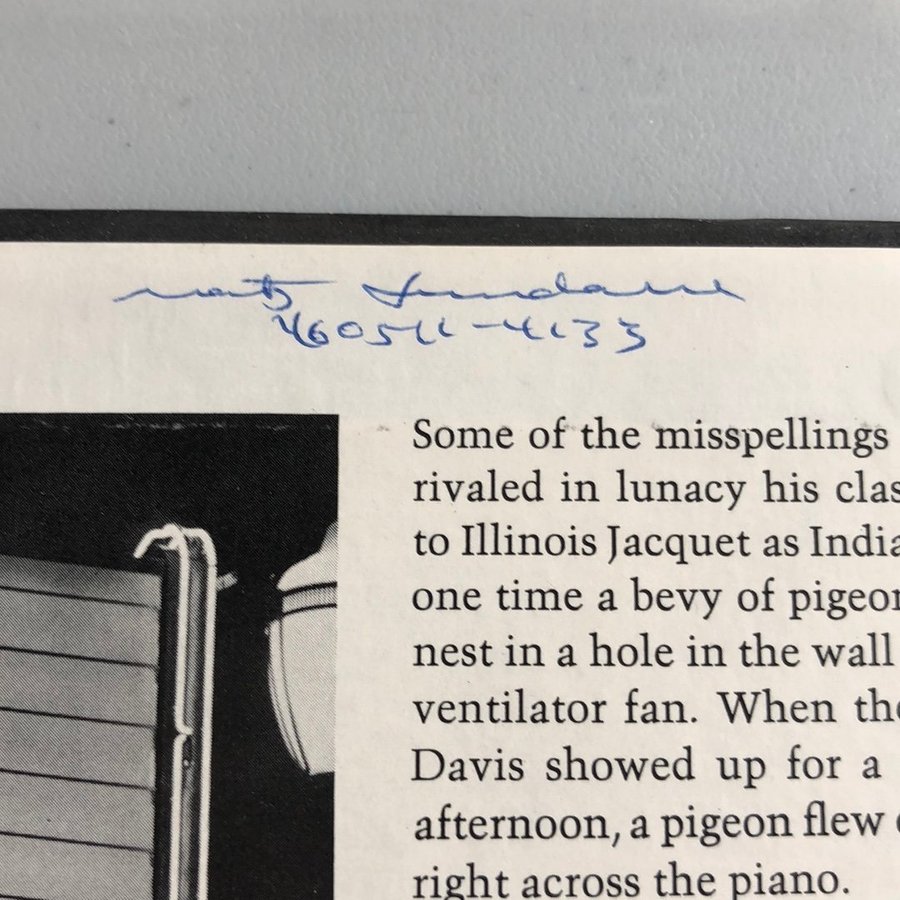 460511-4133
Some of the misspellings
rivaled in lunacy his clas
to Illinois Jacquet as India
one time a bevy of pigeon
nest in a hole in the wall
ventilator fan. When the
Davis showed up for a
afternoon, a pigeon flew
right across the piano.